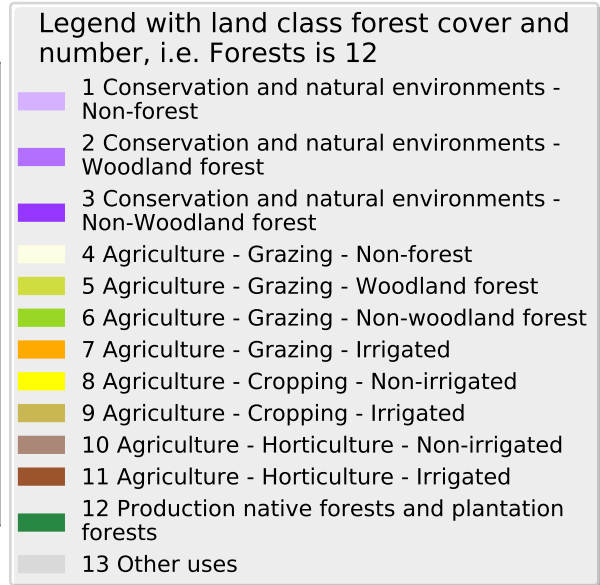 Legend with land class forest cover and
number, i.e. Forests is 12
1 Conservation and natural environments -
Non-forest
2 Conservation and natural environments -
Woodland forest
3 Conservation and natural environments -
Non-Woodland forest
4 Agriculture - Grazing - Non-forest
5 Agriculture - Grazing - Woodland forest
6 Agriculture - Grazing - Non-woodland forest
7 Agriculture - Grazing - Irrigated
8 Agriculture - Cropping - Non-irrigated
9 Agriculture - Cropping - Irrigated
10 Agriculture - Horticulture - Non-irrigated
11 Agriculture - Horticulture - Irrigated
12 Production native forests and plantation
forests
13 Other uses